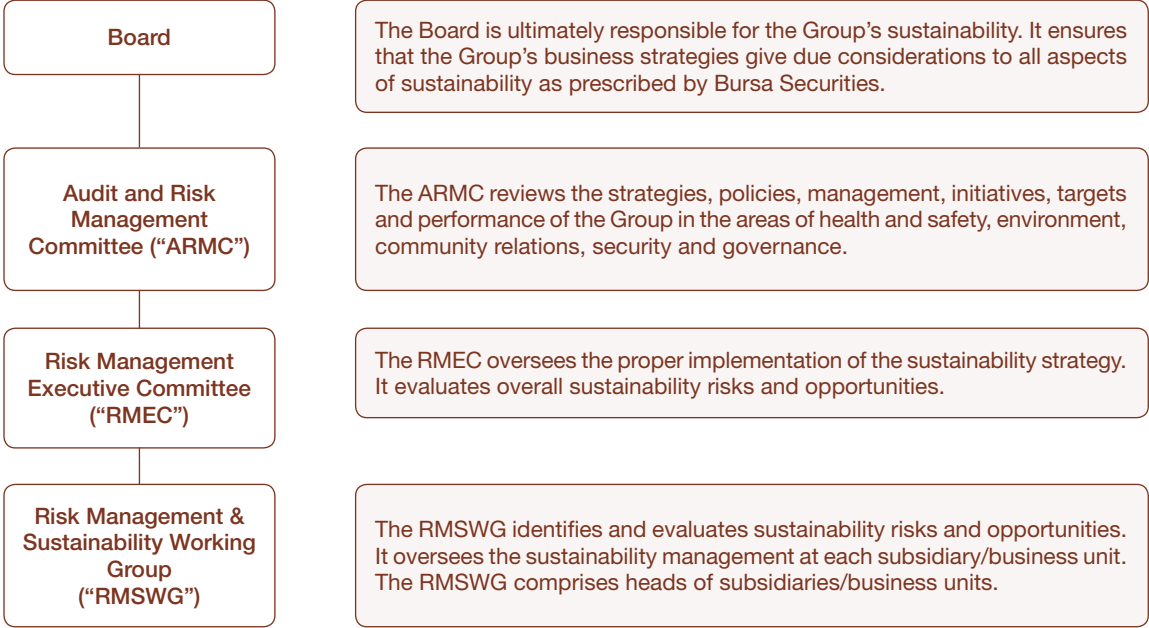 Board
The Board is ultimately responsible for the Group’s sustainability. It ensures
that the Group’s business strategies give due considerations to all aspects
of sustainability as prescribed by Bursa Securities.
Audit and Risk
Management
Committee (“ARMC”)
The ARMC reviews the strategies, policies, management, initiatives, targets
and performance of the Group in the areas of health and safety, environment,
community relations, security and governance.
Risk Management
Executive Committee
(“RMEC”)
The RMEC oversees the proper implementation of the sustainability strategy.
It evaluates overall sustainability risks and opportunities.
Risk Management &
Sustainability Working
Group
(“RMSWG”)
The RMSWG identifies and evaluates sustainability risks and opportunities.
It oversees the sustainability management at each subsidiary/business unit.
The RMSWG comprises heads of subsidiaries/business units.